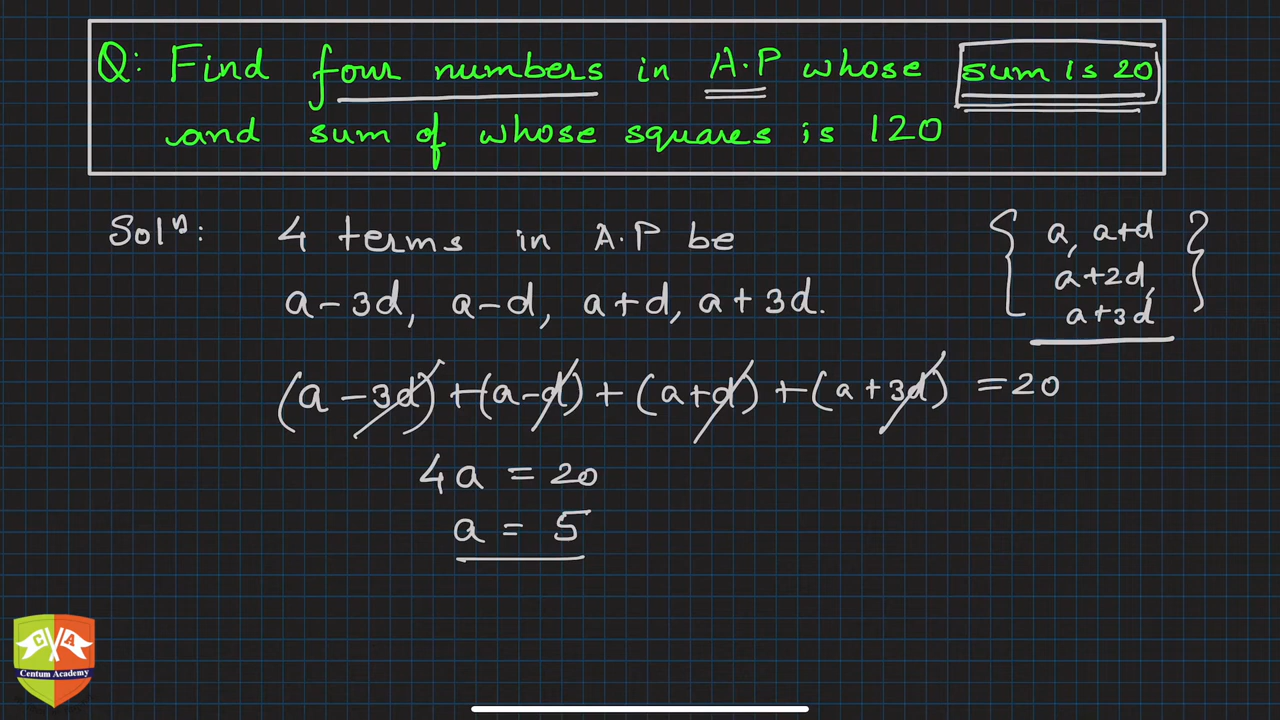 Q: Find four numbers in A.P whose sum is 20
and sum of whose squares is 120
Solⁿ: 4 terms in A.P be
a-3d, a-d, a+d, a+3d.
{ a, a+d
a+2d,
a+3d }
(a-3d)+(a-d)+(a+d)+(a+3d) =20
4a = 20
a = 5
C A
Centum Academy